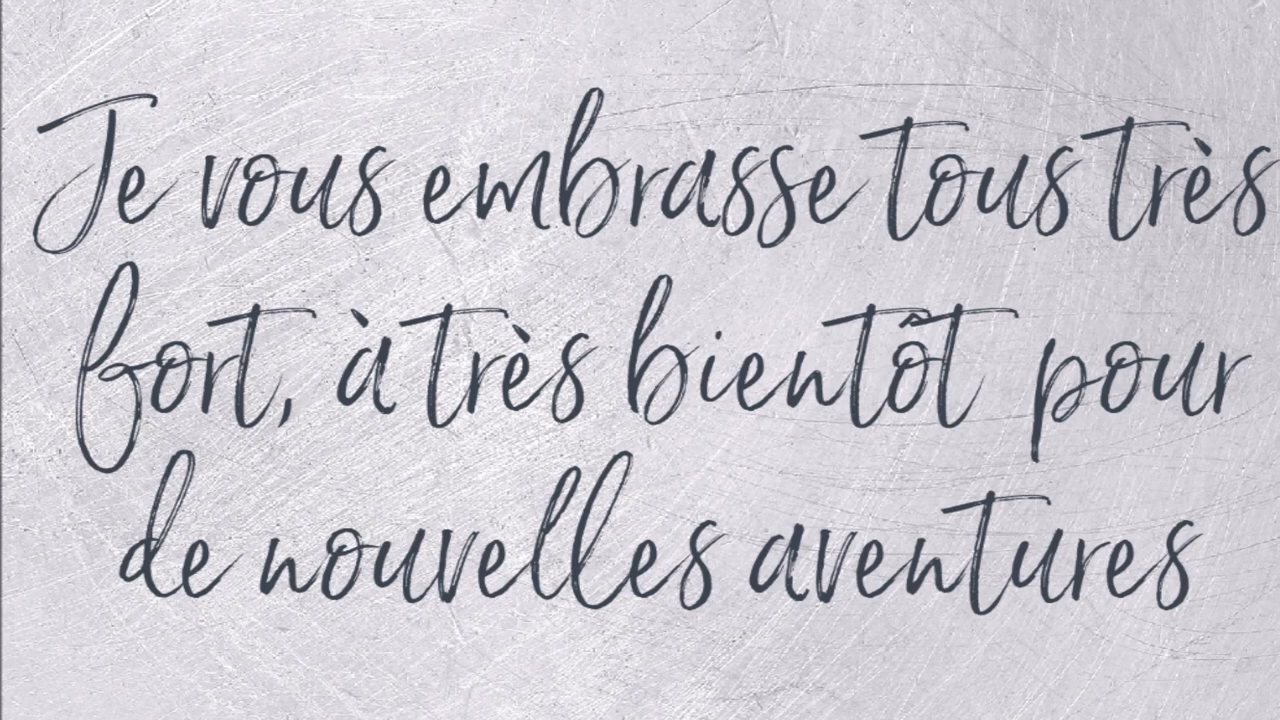 Je vous embrasse tous très
fort, à très bientôt pour
de nouvelles aventures